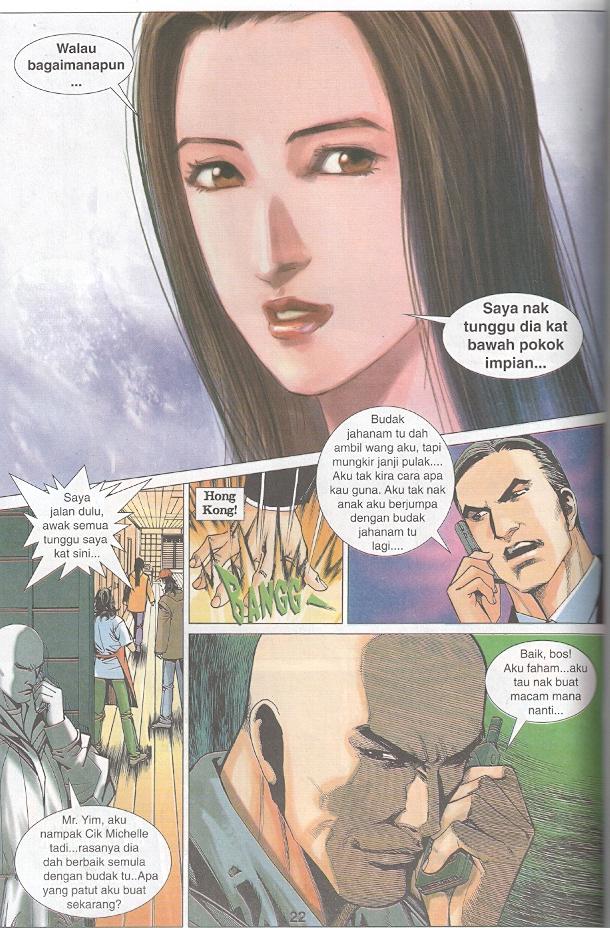 Walau
bagaimanapun
...
Saya nak
tunggu dia kat
bawah pokok
impian...
Saya
jalan dulu,
awak semua
tunggu saya
kat sini...
Mr. Yim, aku
nampak Cik Michelle
tadi...rasanya dia
dah berbaik semula
dengan budak tu..Apa
yang patut aku buat
sekarang?
Hong
Kong!
BANGG
Budak
jahanam tu dah
ambil wang aku, tapi
mungkir janji pulak....
Aku tak kira cara apa
kau guna. Aku tak nak
anak aku berjumpa
dengan budak
jahanam tu
lagi....
Baik, bos!
Aku faham...aku
tau nak buat
macam mana
nanti...
22